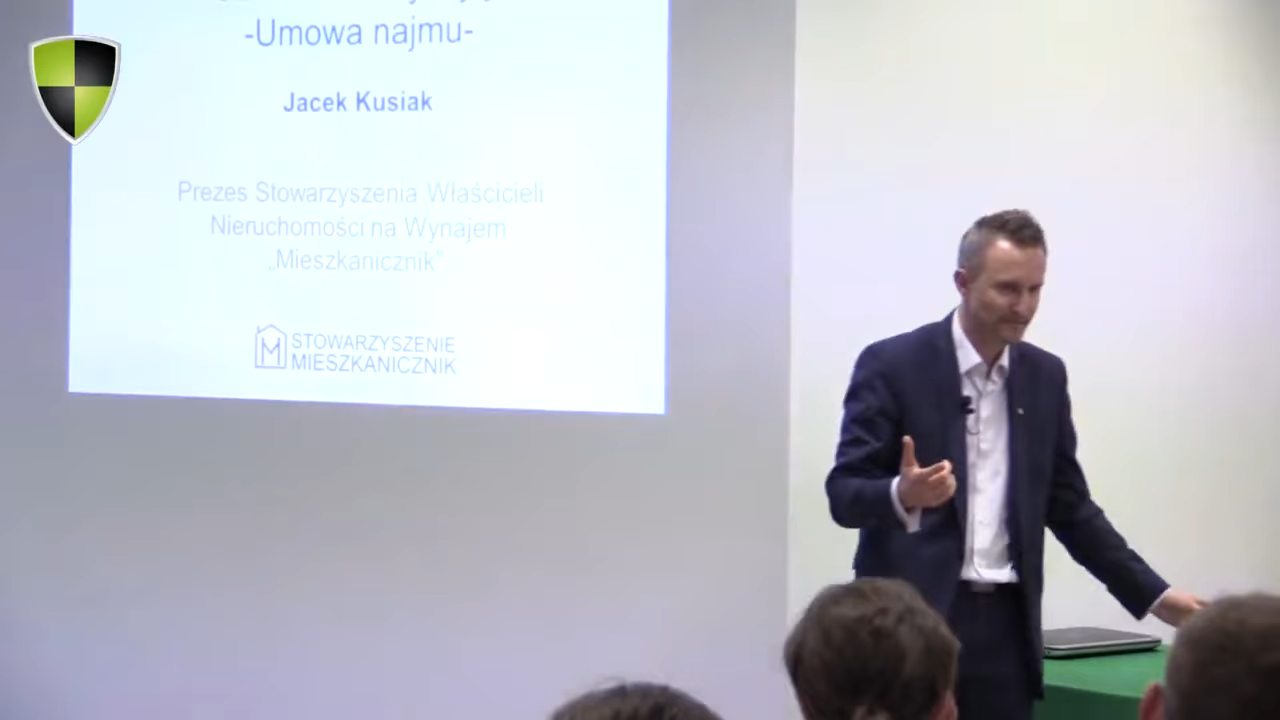 -Umowa najmu-
Jacek Kusiak
Prezes Stowarzyszenia Właścicieli
Nieruchomości na Wynajem
„Mieszkanicznik”
STOWARZYSZENIE
MIESZKANICZNIK